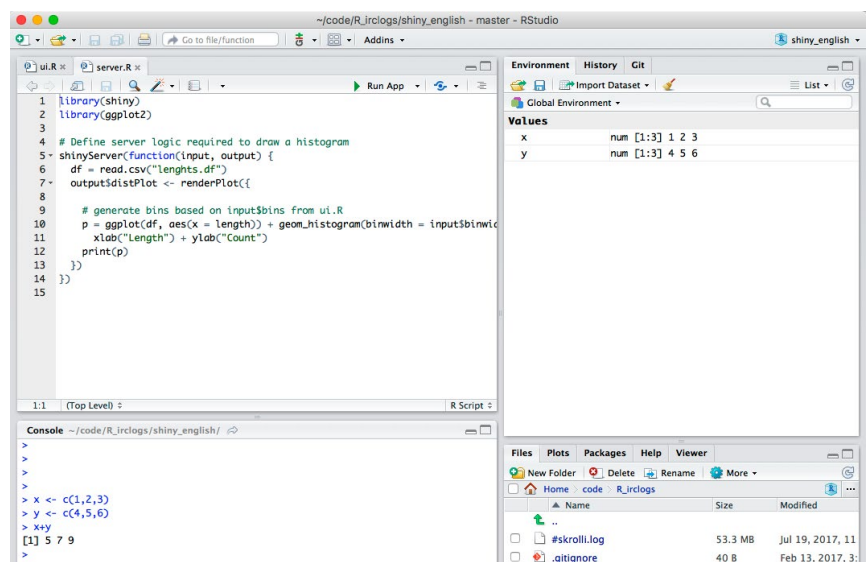 ~/code/R_irclogs/shiny_english - master - RStudio
Go to file/function Addins shiny_english
ui.R × server.R ×
Run App
1 library(shiny)
2 library(ggplot2)
3
4 # Define server logic required to draw a histogram
5 shinyServer(function(input, output) {
6 df = read.csv("lenghts.df")
7 output$distPlot <- renderPlot({
8
9 # generate bins based on input$bins from ui.R
10 p = ggplot(df, aes(x = length)) + geom_histogram(binwidth = input$binwic
11 xlab("Length") + ylab("Count")
12 print(p)
13 })
14 })
15
1:1 (Top Level) R Script
Console ~/code/R_irclogs/shiny_english/
>
>
>
>
> x <- c(1,2,3)
> y <- c(4,5,6)
> x+y
[1] 5 7 9
>
Environment History Git
Import Dataset List
Global Environment
Values
x num [1:3] 1 2 3
y num [1:3] 4 5 6
Files Plots Packages Help Viewer
New Folder Delete Rename More
Home code R_irclogs
Name Size Modified
..
#skrolli.log 53.3 MB Jul 19, 2017, 11
.gitignore 40 B Feb 13, 2017, 3: